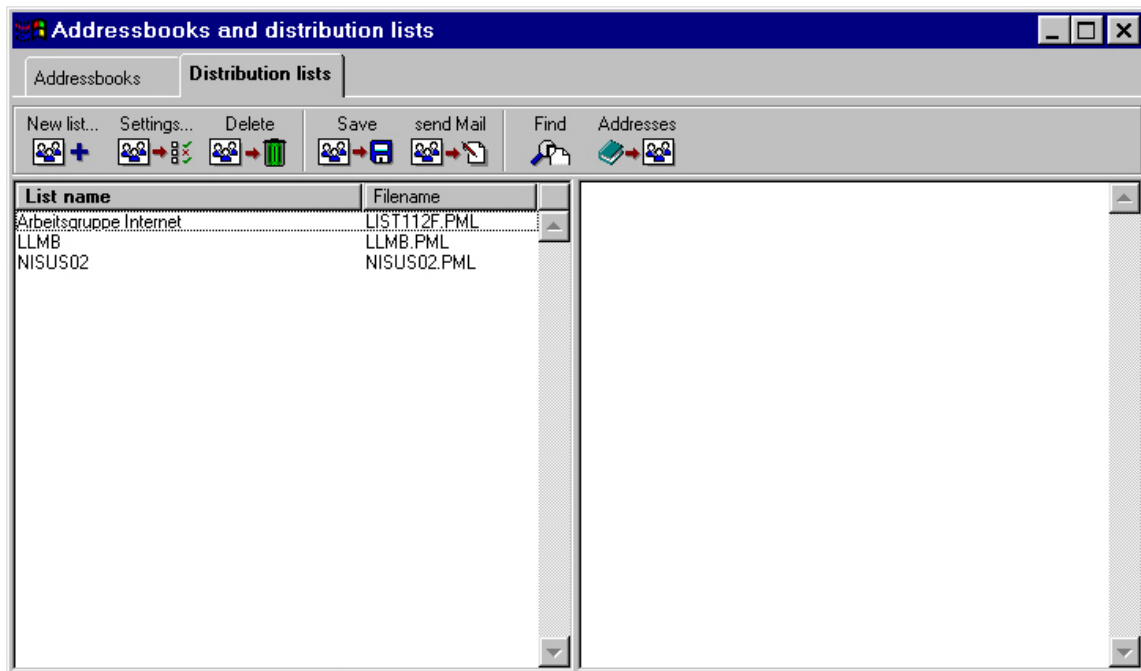 Addressbooks and distribution lists
Addressbooks Distribution lists
New list... Settings... Delete Save send Mail Find Addresses
List name Filename
Arbeitsgruppe Internet LIST112F.PML
LLMB LLMB.PML
NISUS02 NISUS02.PML